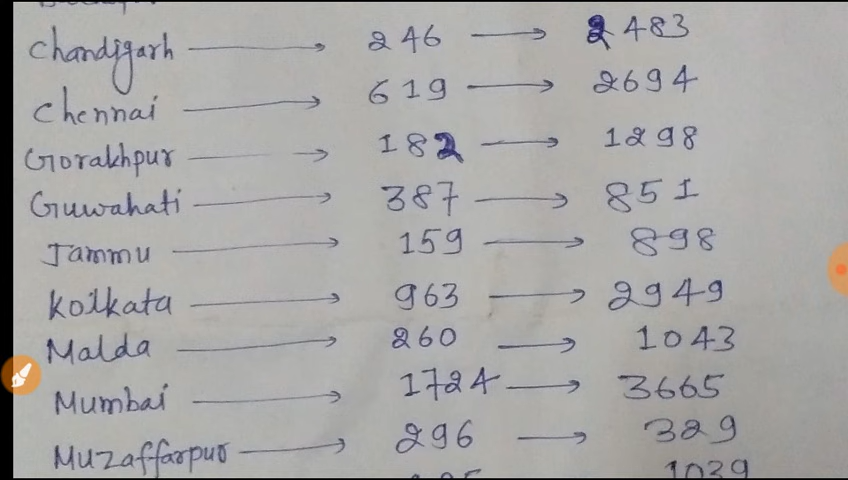 Chandigarh → 246 → 2483
Chennai → 619 → 2694
Gorakhpur → 182 → 1298
Guwahati → 387 → 851
Jammu → 159 → 898
Kolkata → 963 → 2949
Malda → 260 → 1043
Mumbai → 1724 → 3665
Muzaffarpur → 296 → 329
1039